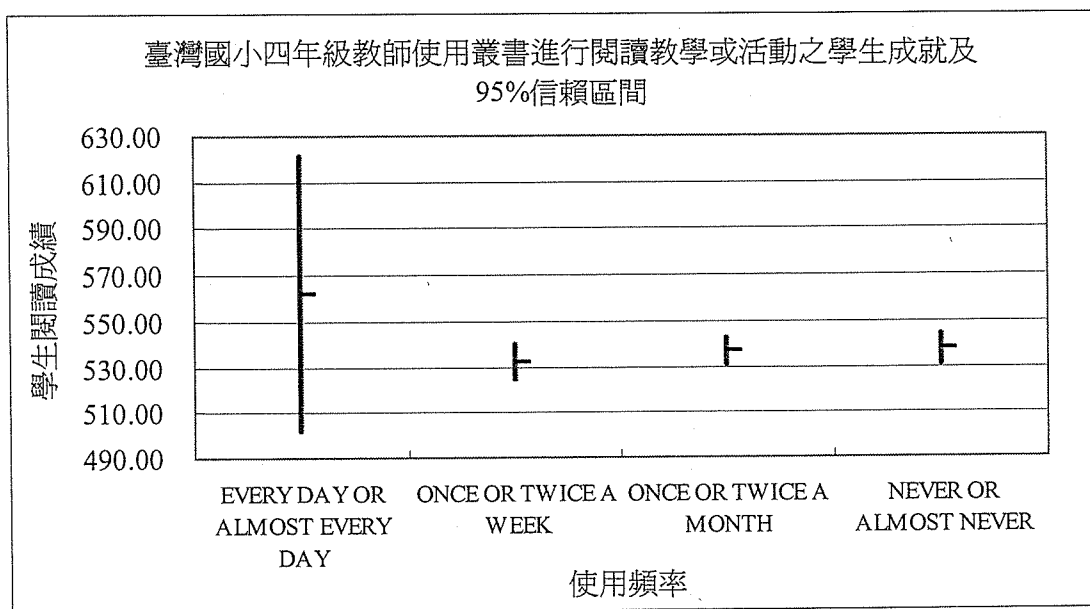 臺灣國小四年級教師使用叢書進行閱讀教學或活動之學生成就及
95%信賴區間
630.00
610.00
590.00
570.00
550.00
530.00
510.00
490.00
學生閱讀成績
EVERY DAY OR
ALMOST EVERY
DAY
ONCE OR TWICE A
WEEK
ONCE OR TWICE A
MONTH
NEVER OR
ALMOST NEVER
使用頻率